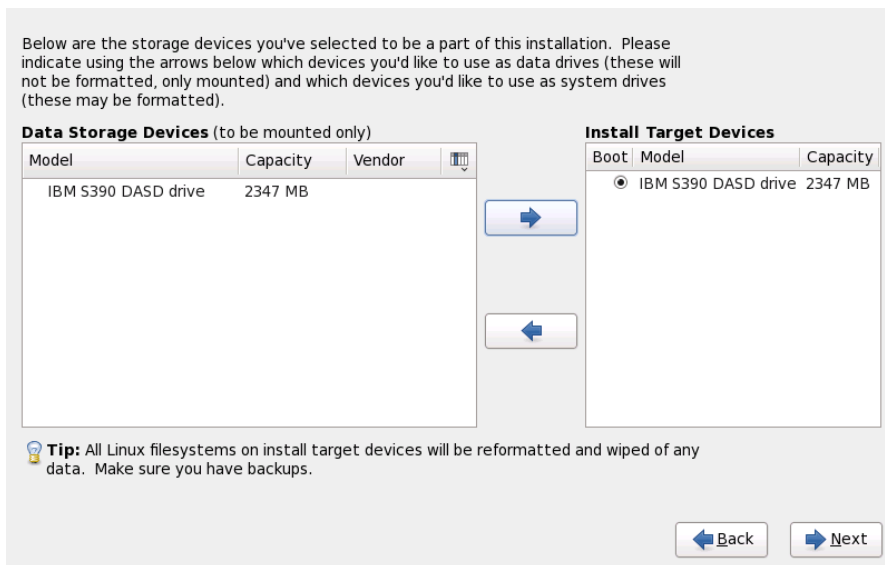 Below are the storage devices you've selected to be a part of this installation.  Please
indicate using the arrows below which devices you'd like to use as data drives (these will
not be formatted, only mounted) and which devices you'd like to use as system drives
(these may be formatted).
Data Storage Devices (to be mounted only)
Model Capacity Vendor
IBM S390 DASD drive 2347 MB
Install Target Devices
Boot Model Capacity
IBM S390 DASD drive 2347 MB
Tip: All Linux filesystems on install target devices will be reformatted and wiped of any
data.  Make sure you have backups.
Back Next